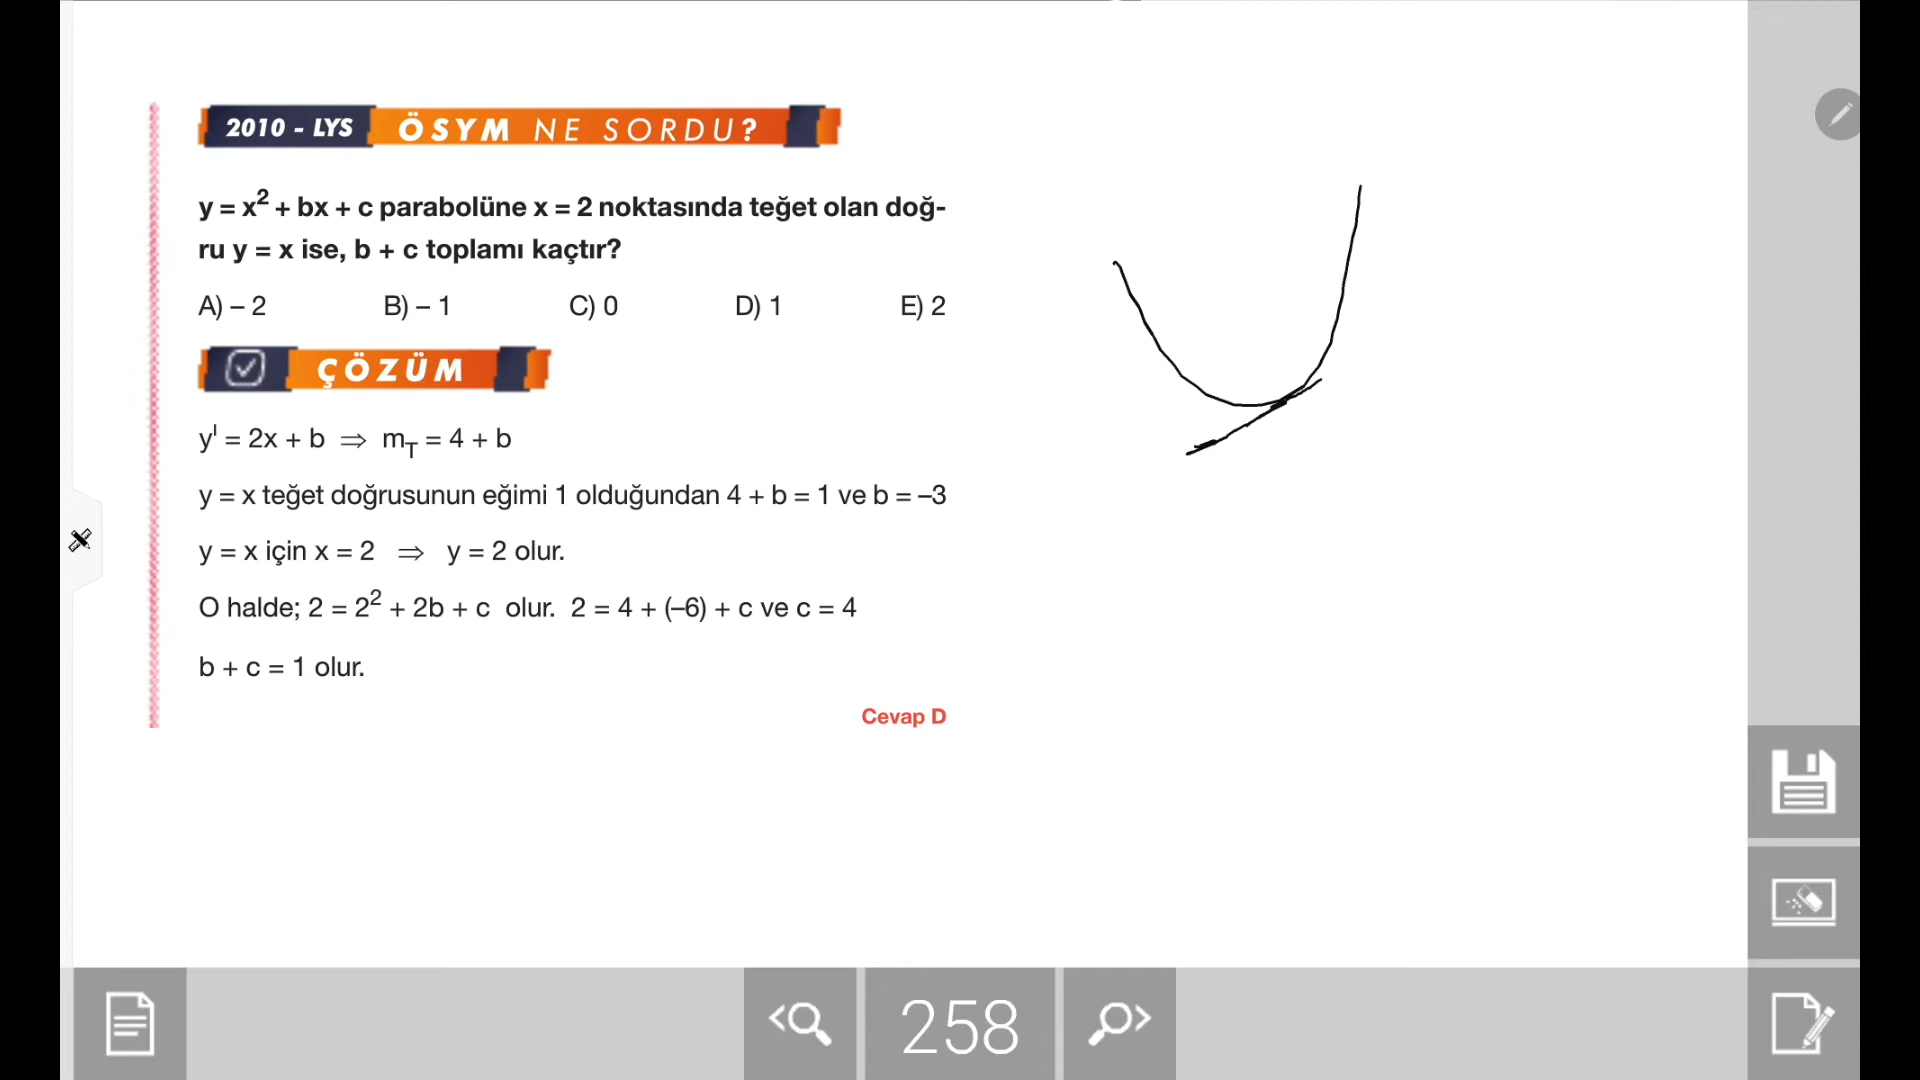 2010 - LYS ÖSYM NE SORDU?
y = x² + bx + c parabolüne x = 2 noktasında teğet olan doğ-
ru y = x ise, b + c toplamı kaçtır?
A) – 2 B) – 1 C) 0 D) 1 E) 2
ÇÖZÜM
yᴵ = 2x + b ⇒ m_T = 4 + b
y = x teğet doğrusunun eğimi 1 olduğundan 4 + b = 1 ve b = –3
y = x için x = 2 ⇒ y = 2 olur.
O halde; 2 = 2² + 2b + c olur. 2 = 4 + (–6) + c ve c = 4
b + c = 1 olur.
Cevap D
258